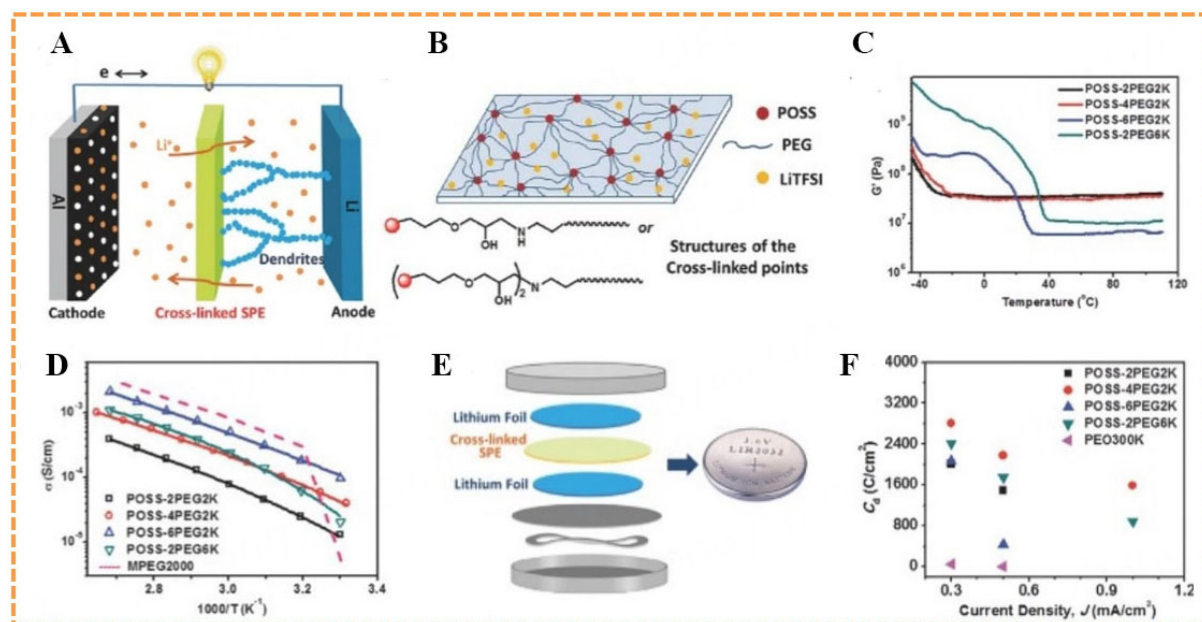 A
e
Li⁺
Al
Li
Dendrites
Cathode
Cross-linked SPE
Anode
B
POSS
PEG
LiTFSI
O
OH
N
H
or
O
OH
2
N
Structures of the
Cross-linked points
C
POSS-2PEG2K
POSS-4PEG2K
POSS-6PEG2K
POSS-2PEG6K
G' (Pa)
10⁹
10⁸
10⁷
10⁶
-40
0
40
80
120
Temperature (°C)
D
σ (S/cm)
10⁻³
10⁻⁴
10⁻⁵
POSS-2PEG2K
POSS-4PEG2K
POSS-6PEG2K
POSS-2PEG6K
MPEG2000
2.8
3.0
3.2
3.4
1000/T (K⁻¹)
E
Lithium Foil
Cross-linked
SPE
Lithium Foil
LIR2032
F
C_d (C/cm²)
4000
3200
2400
1600
800
0
POSS-2PEG2K
POSS-4PEG2K
POSS-6PEG2K
POSS-2PEG6K
PEO300K
0.3
0.6
0.9
1.2
Current Density, J (mA/cm²)